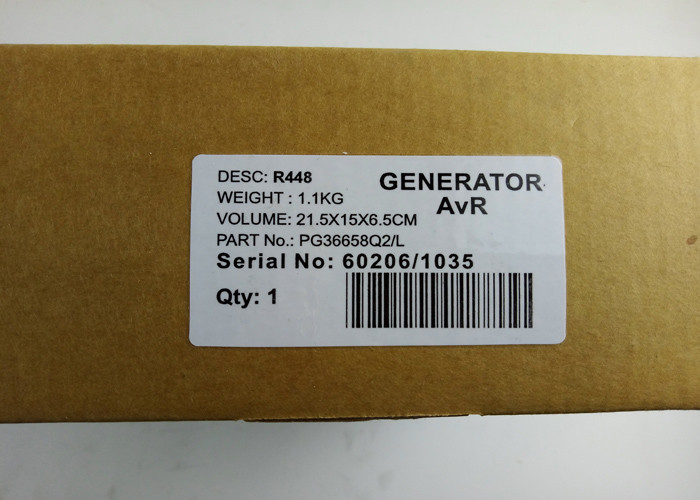 DESC: R448
WEIGHT : 1.1KG
VOLUME: 21.5X15X6.5CM
PART No.: PG36658Q2/L
GENERATOR
AvR
Serial No: 60206/1035
Qty: 1